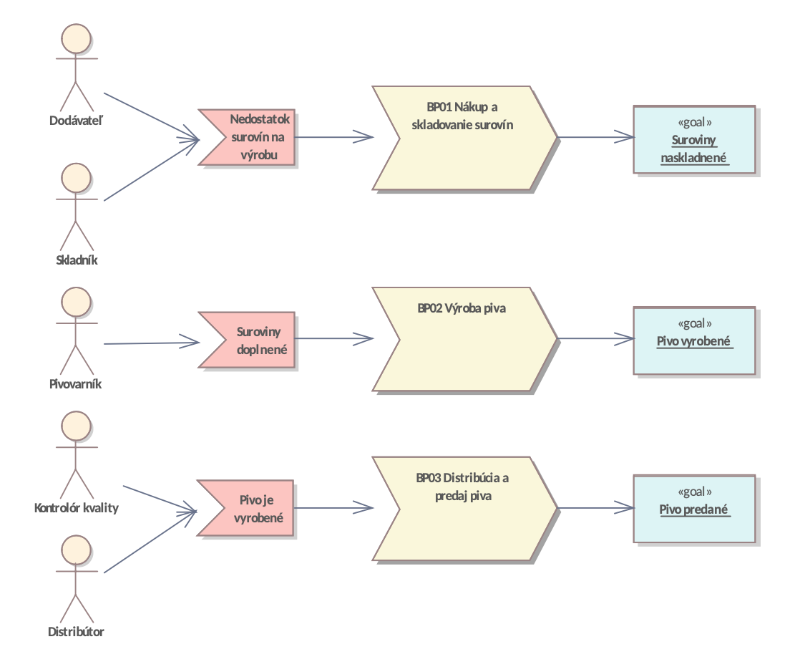 Dodávateľ
Nedostatok
surovín na
výrobu
BP01 Nákup a
skladovanie surovín
«goal»
Suroviny
naskladnené
Skladník
Pivovarník
Suroviny
doplnené
BP02 Výroba piva
«goal»
Pivo vyrobené
Kontrolór kvality
Pivo je
vyrobené
BP03 Distribúcia a
predaj piva
«goal»
Pivo predané
Distribútor